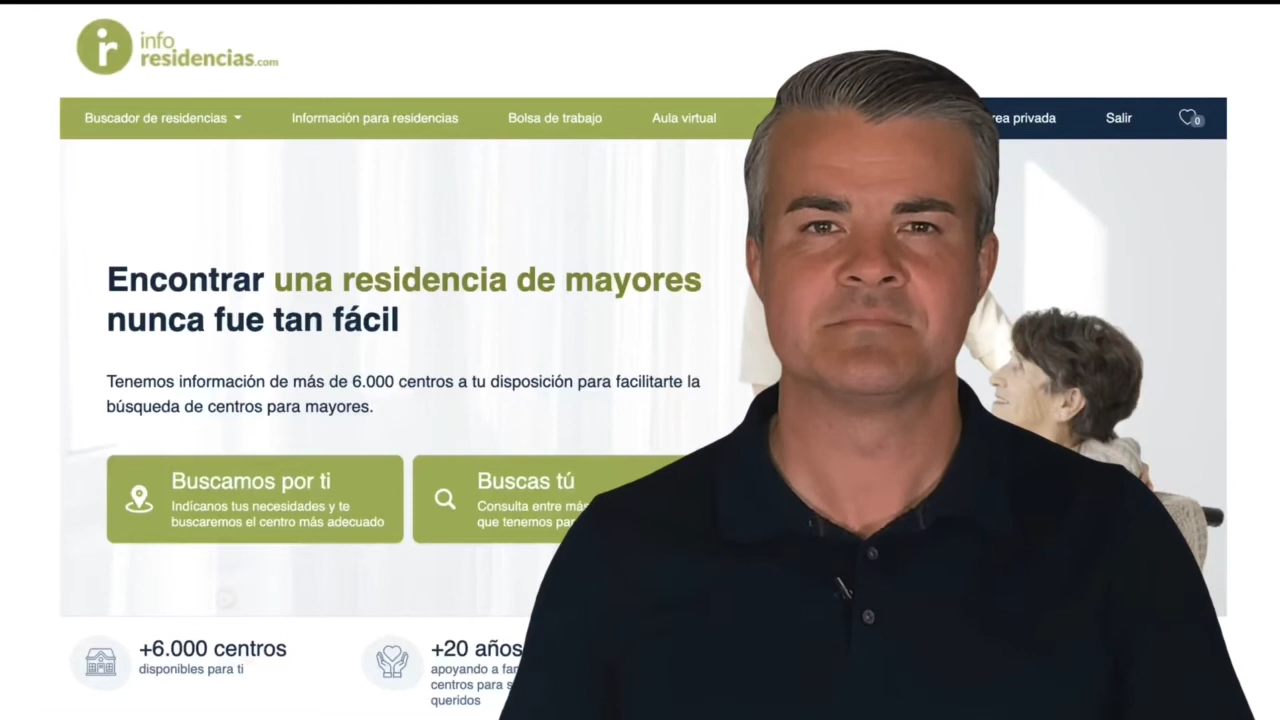 info
residencias.com
Buscador de residencias
Información para residencias
Bolsa de trabajo
Aula virtual
privada
Salir
0
Encontrar una residencia de mayores
nunca fue tan fácil
Tenemos información de más de 6.000 centros a tu disposición para facilitarte la
búsqueda de centros para mayores.
Buscamos por ti
Indícanos tus necesidades y te
buscaremos el centro más adecuado
Buscas tú
Consulta entre más
que tenemos
+6.000 centros
disponibles para ti
+20 años
apoyando a
centros para
queridos